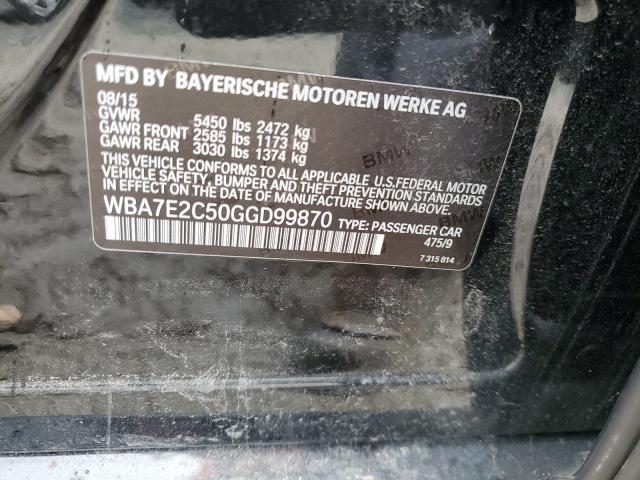 MFD BY BAYERISCHE MOTOREN WERKE AG
08/15
GVWR 5450 lbs 2472 kg
GAWR FRONT 2585 lbs 1173 kg
GAWR REAR 3030 lbs 1374 kg
THIS VEHICLE CONFORMS TO ALL APPLICABLE U.S.FEDERAL MOTOR
VEHICLE SAFETY, BUMPER AND THEFT PREVENTION STANDARDS
IN EFFECT ON THE DATE OF MANUFACTURE SHOWN ABOVE.
WBA7E2C50GGD99870 TYPE: PASSENGER CAR
475/9
7 315 814